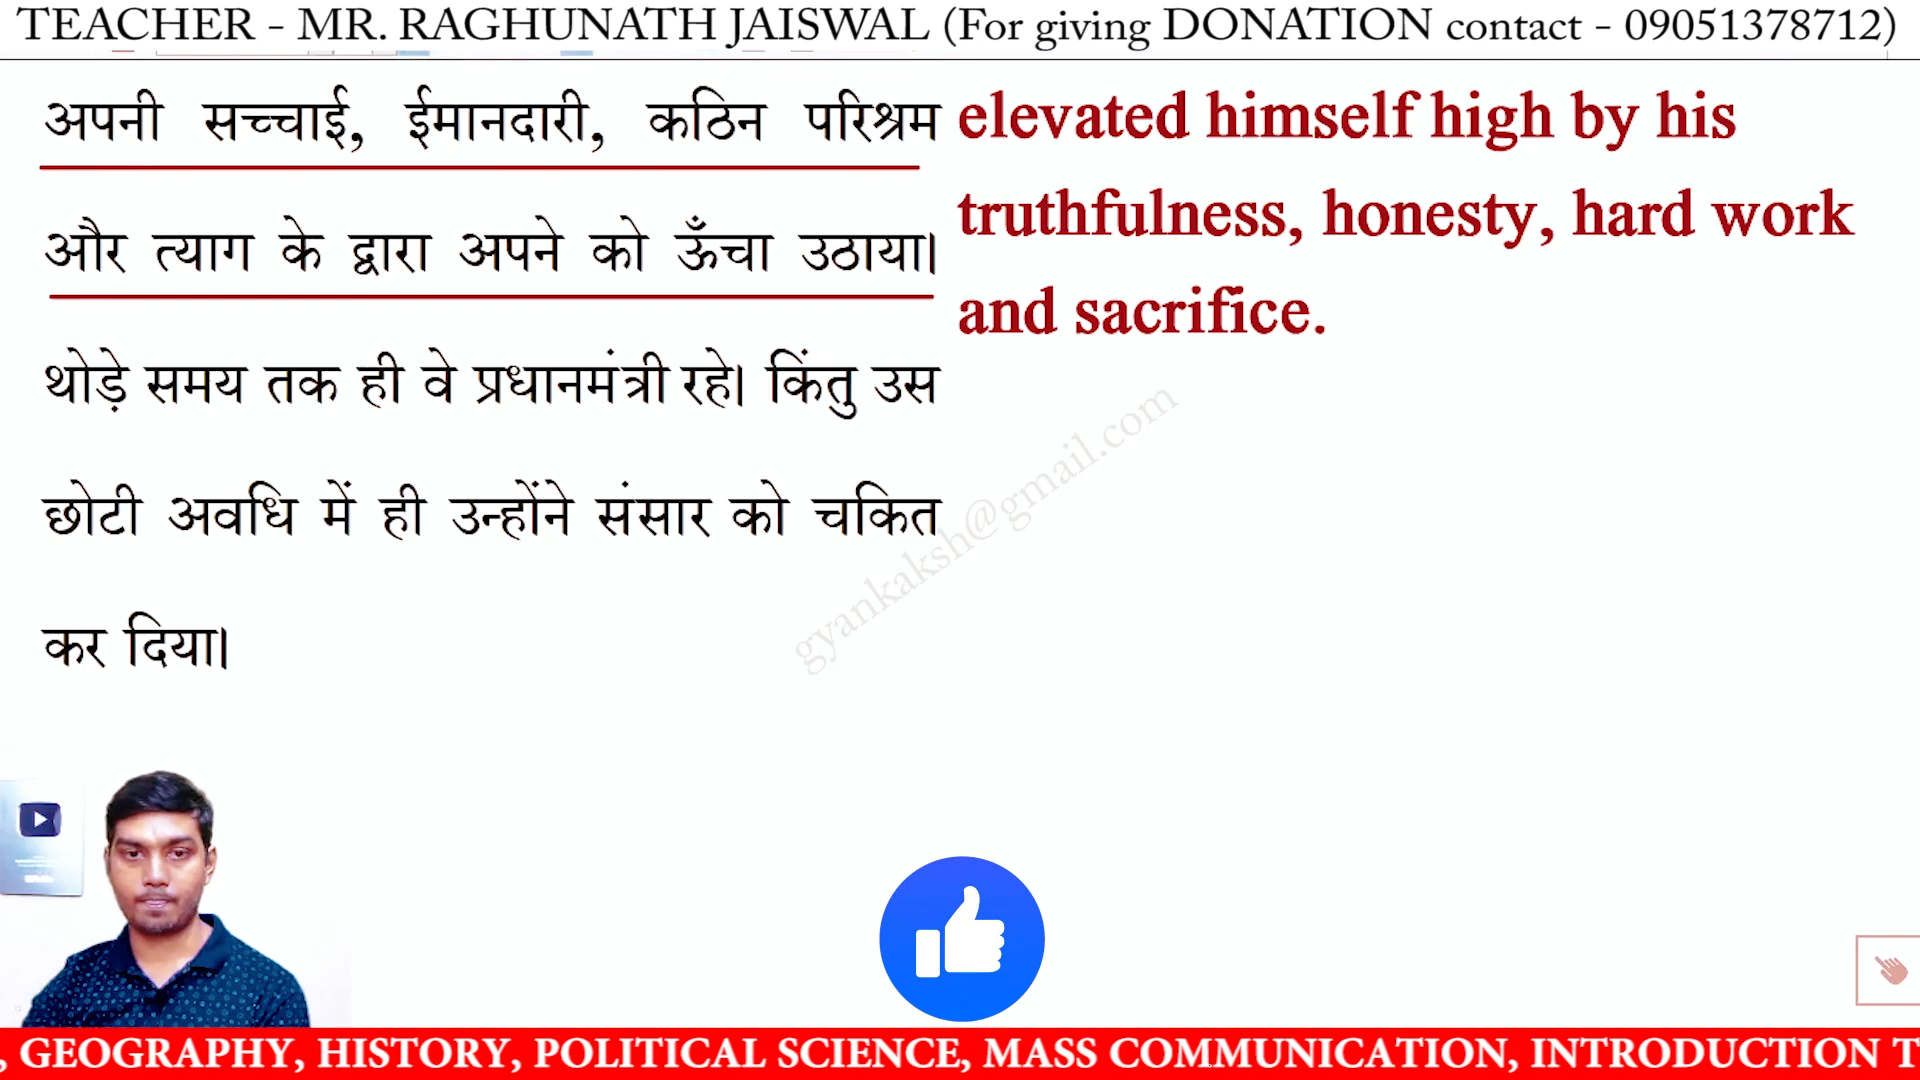 TEACHER - MR. RAGHUNATH JAISWAL (For giving DONATION contact - 09051378712)
अपनी सच्चाई, ईमानदारी, कठिन परिश्रम
और त्याग के द्वारा अपने को ऊँचा उठाया।
थोड़े समय तक ही वे प्रधानमंत्री रहे। किंतु उस
छोटी अवधि में ही उन्होंने संसार को चकित
कर दिया।
elevated himself high by his
truthfulness, honesty, hard work
and sacrifice.
gyankaksh@gmail.com
, GEOGRAPHY, HISTORY, POLITICAL SCIENCE, MASS COMMUNICATION, INTRODUCTION T